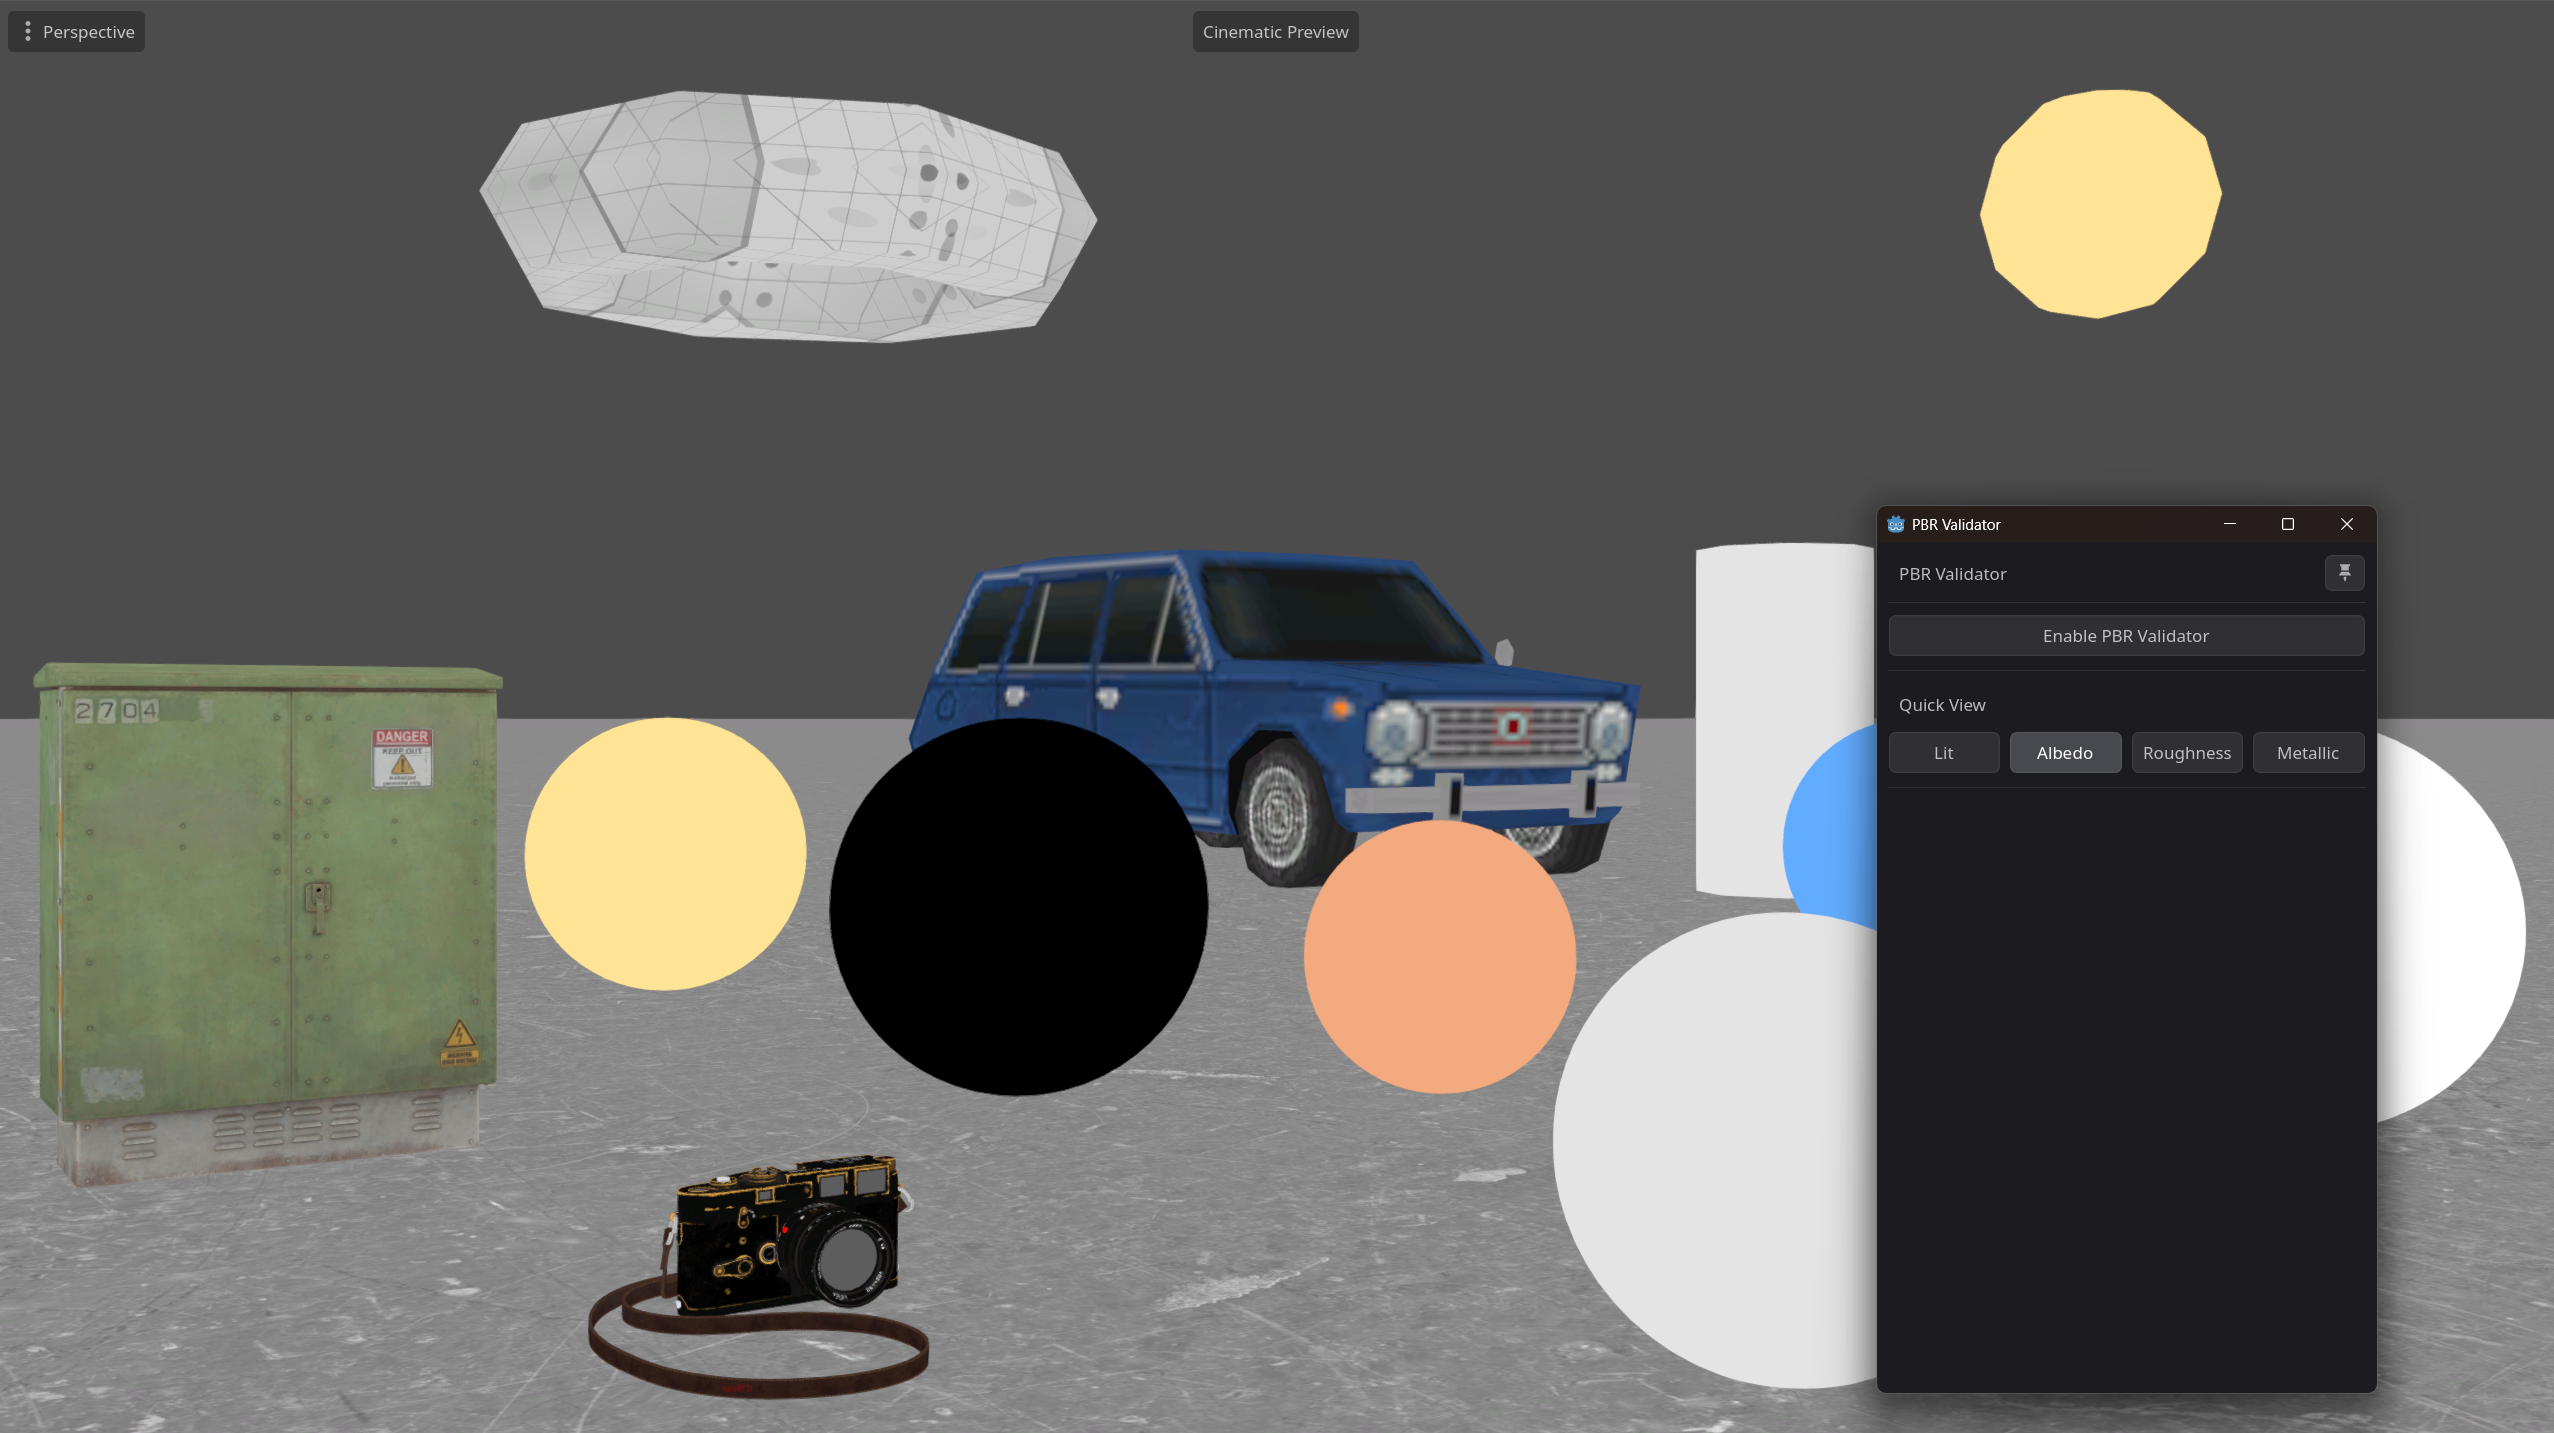 Perspective
Cinematic Preview
PBR Validator
PBR Validator
Enable PBR Validator
Quick View
Lit
Albedo
Roughness
Metallic
2704
DANGER
KEEP OUT